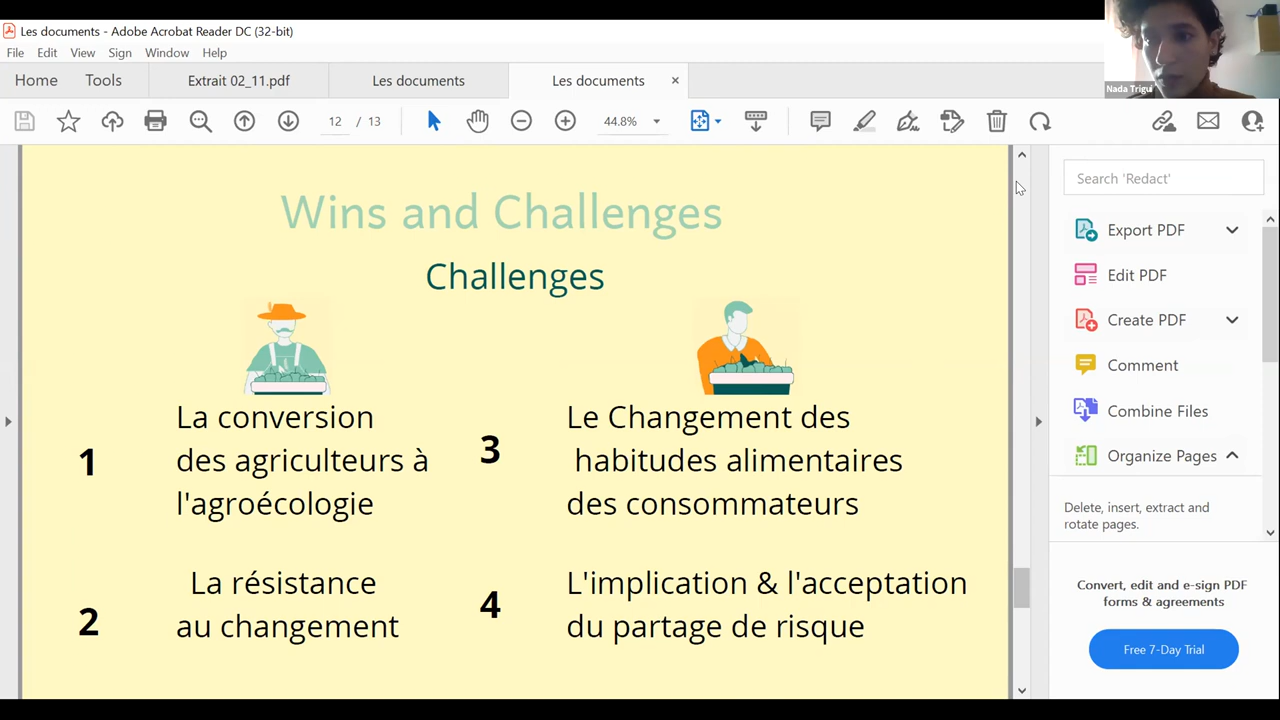 Les documents - Adobe Acrobat Reader DC (32-bit)
File Edit View Sign Window Help
Home Tools Extrait 02_11.pdf Les documents Les documents ×
Nada Trigui
12 / 13 44.8%
Wins and Challenges
Challenges
1
La conversion
des agriculteurs à
l'agroécologie
2
La résistance
au changement
3
Le Changement des
habitudes alimentaires
des consommateurs
4
L'implication & l'acceptation
du partage de risque
Search 'Redact'
Export PDF
Edit PDF
Create PDF
Comment
Combine Files
Organize Pages
Delete, insert, extract and
rotate pages.
Convert, edit and e-sign PDF
forms & agreements
Free 7-Day Trial